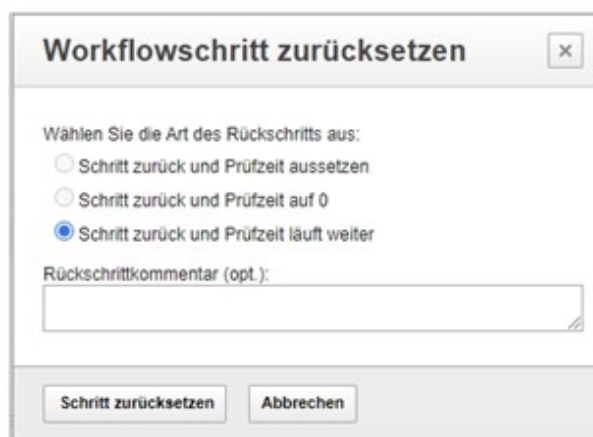 Workflowschritt zurücksetzen
Wählen Sie die Art des Rückschritts aus:
Schritt zurück und Prüfzeit aussetzen
Schritt zurück und Prüfzeit auf 0
Schritt zurück und Prüfzeit läuft weiter
Rückschrittkommentar (opt.):
Schritt zurücksetzen Abbrechen